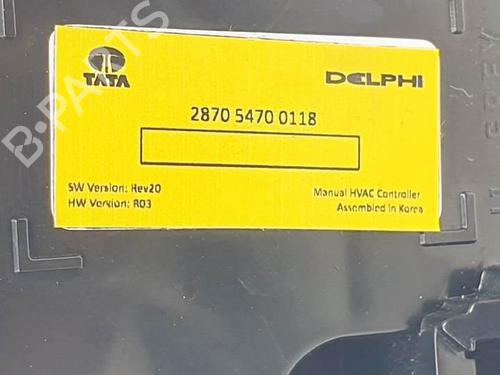 TATA
DELPHI
2870 5470 0118
SW Version: Rev20
HW Version: R03
Manual HVAC Controller
Assembled in Korea
B-PARTS